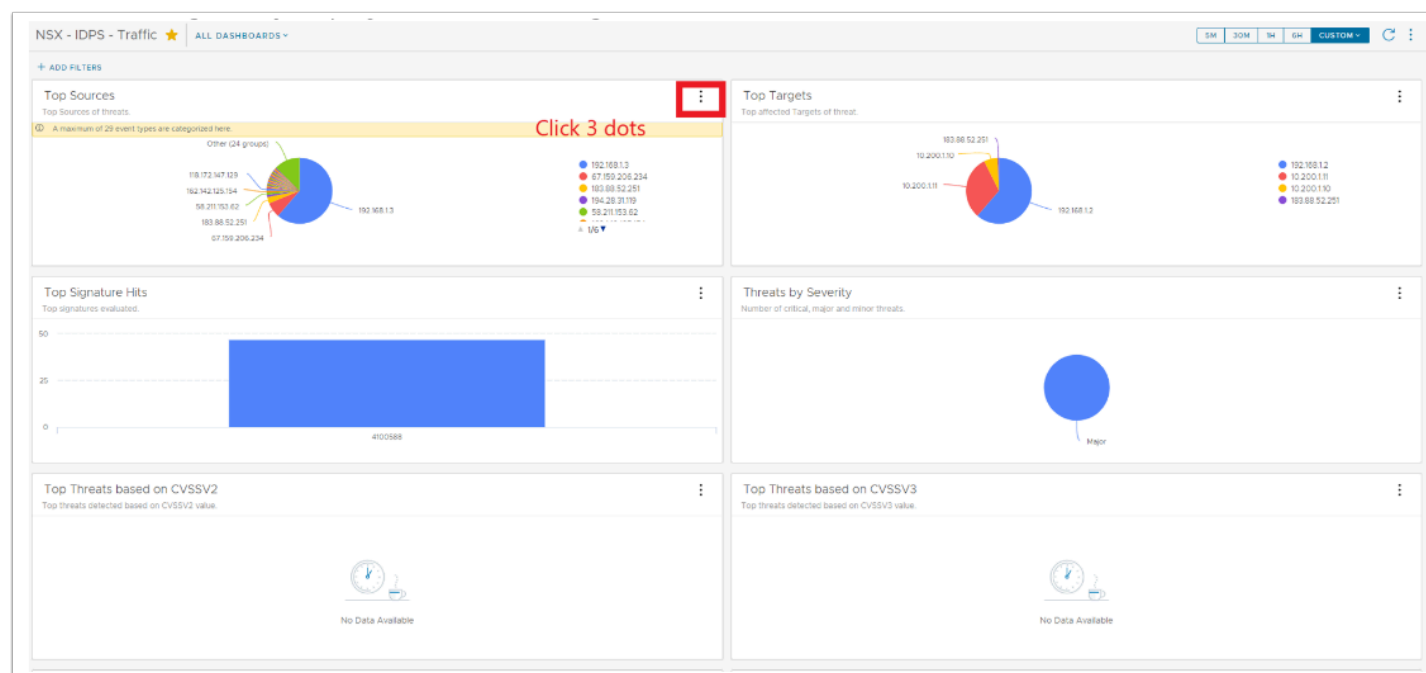 NSX - IDPS - Traffic ALL DASHBOARDS
5M 30M 1H 6H CUSTOM
+ ADD FILTERS
Top Sources
Top Sources of threats.
A maximum of 29 event types are categorized here.
Click 3 dots
Other (24 groups)
118.172.147.129
162.142.125.154
58.211.153.62
183.88.52.251
67.159.206.234
192.168.1.3
192.168.1.3
67.159.206.234
183.88.52.251
194.28.31.119
58.211.153.62
1/6
Top Targets
Top affected Targets of threat.
183.88.52.251
10.200.1.10
10.200.1.11
192.168.1.2
192.168.1.2
10.200.1.11
10.200.1.10
183.88.52.251
Top Signature Hits
Top signatures evaluated.
50
25
0
4100588
Threats by Severity
Number of critical, major and minor threats.
Major
Top Threats based on CVSSV2
Top threats detected based on CVSSV2 value.
No Data Available
Top Threats based on CVSSV3
Top threats detected based on CVSSV3 value.
No Data Available